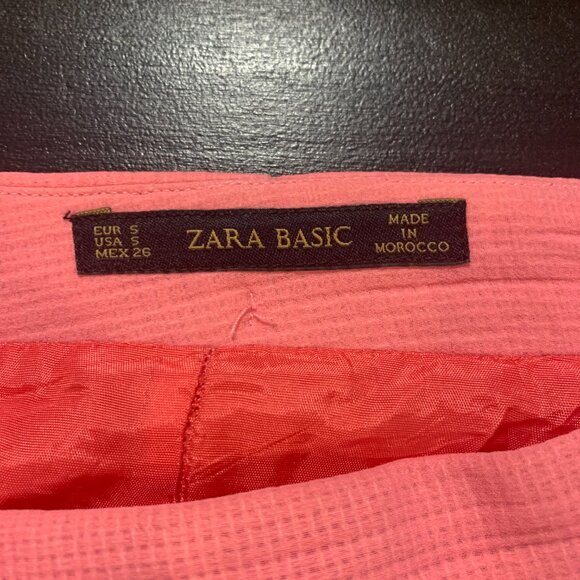 EUR S
USA S
MEX 26
ZARA BASIC
MADE
IN
MOROCCO